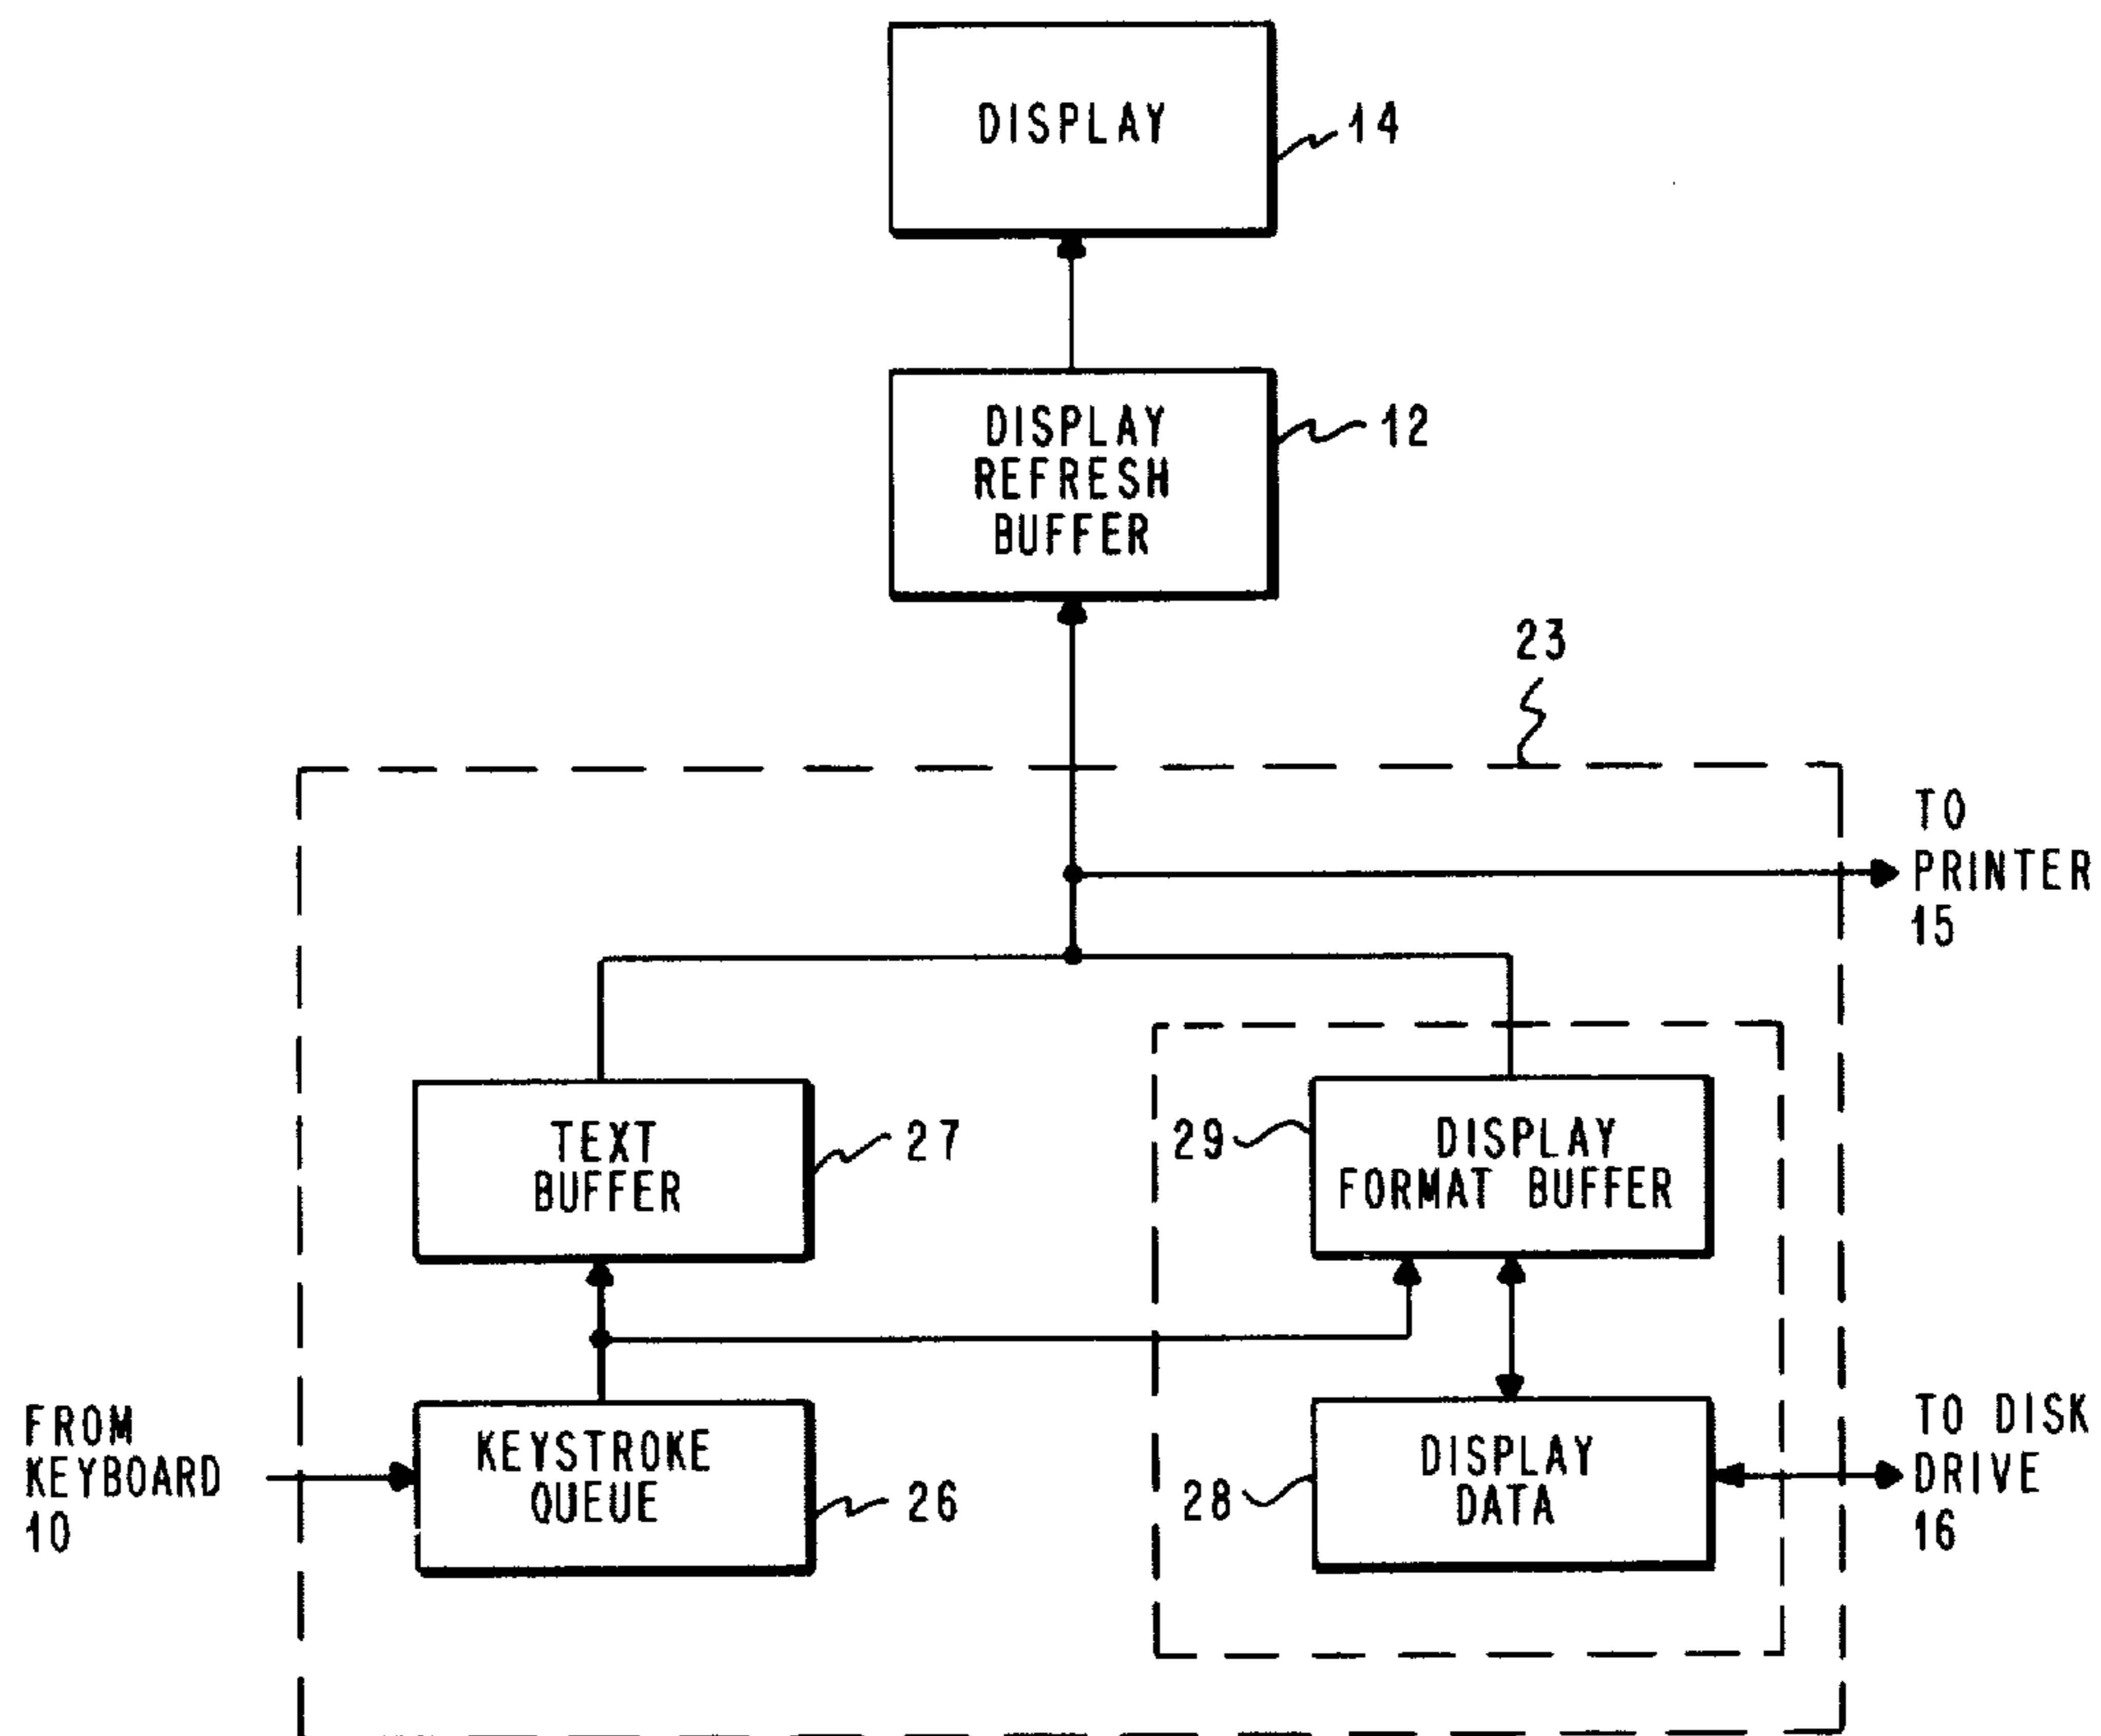 DISPLAY
14
DISPLAY
REFRESH
BUFFER
12
23
TO
PRINTER
15
TEXT
BUFFER
27
29
DISPLAY
FORMAT BUFFER
FROM
KEYBOARD
10
KEYSTROKE
QUEUE
26
28
DISPLAY
DATA
TO DISK
DRIVE
16